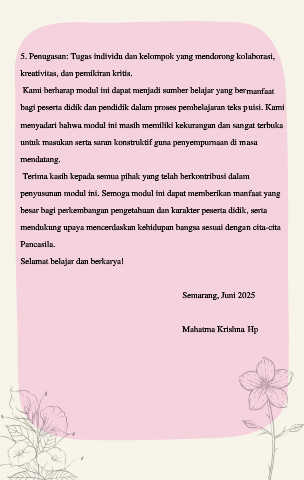 5. Penugasan: Tugas individu dan kelompok yang mendorong kolaborasi,
kreativitas, dan pemikiran kritis.
Kami berharap modul ini dapat menjadi sumber belajar yang bermanfaat
bagi peserta didik dan pendidik dalam proses pembelajaran teks puisi. Kami
menyadari bahwa modul ini masih memiliki kekurangan dan sangat terbuka
untuk masukan serta saran konstruktif guna penyempurnaan di masa
mendatang.
Terima kasih kepada semua pihak yang telah berkontribusi dalam
penyusunan modul ini. Semoga modul ini dapat memberikan manfaat yang
besar bagi perkembangan pengetahuan dan karakter peserta didik, serta
mendukung upaya mencerdaskan kehidupan bangsa sesuai dengan cita-cita
Pancasila.
Selamat belajar dan berkarya!
Semarang, Juni 2025
Mahatma Krisma Hp